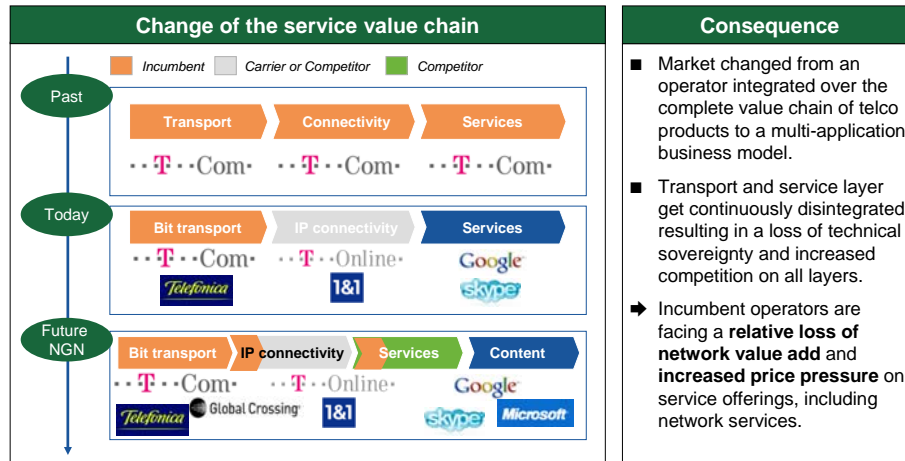 Change of the service value chain
Incumbent
Carrier or Competitor
Competitor
Past
Transport
Connectivity
Services
··T··Com·
··T··Com·
··T··Com·
Today
Bit transport
IP connectivity
Services
··T··Com·
··T··Online·
Google
Telefónica
1&1
skype
Future
NGN
Bit transport
IP connectivity
Services
Content
··T··Com·
··T··Online·
Google
Telefónica
Global Crossing
1&1
skype
Microsoft
Consequence
■ Market changed from an
operator integrated over the
complete value chain of telco
products to a multi-application
business model.
■ Transport and service layer
get continuously disintegrated
resulting in a loss of technical
sovereignty and increased
competition on all layers.
➔ Incumbent operators are
facing a relative loss of
network value add and
increased price pressure on
service offerings, including
network services.